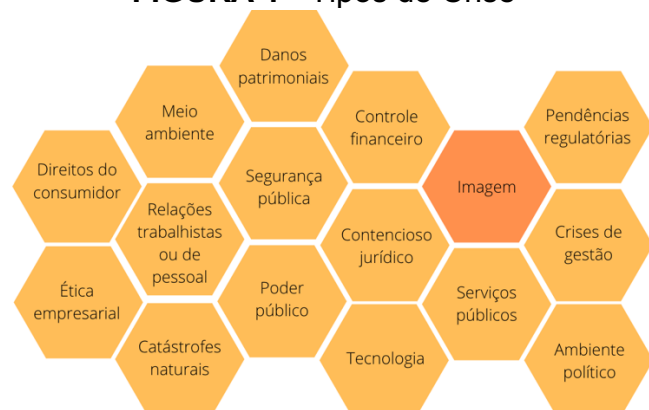 FIGURA 1 - Tipos de Crise
Danos
patrimoniais
Meio
ambiente
Controle
financeiro
Pendências
regulatórias
Direitos do
consumidor
Segurança
pública
Imagem
Relações
trabalhistas
ou de
pessoal
Contencioso
jurídico
Crises de
gestão
Ética
empresarial
Poder
público
Serviços
públicos
Catástrofes
naturais
Tecnologia
Ambiente
político